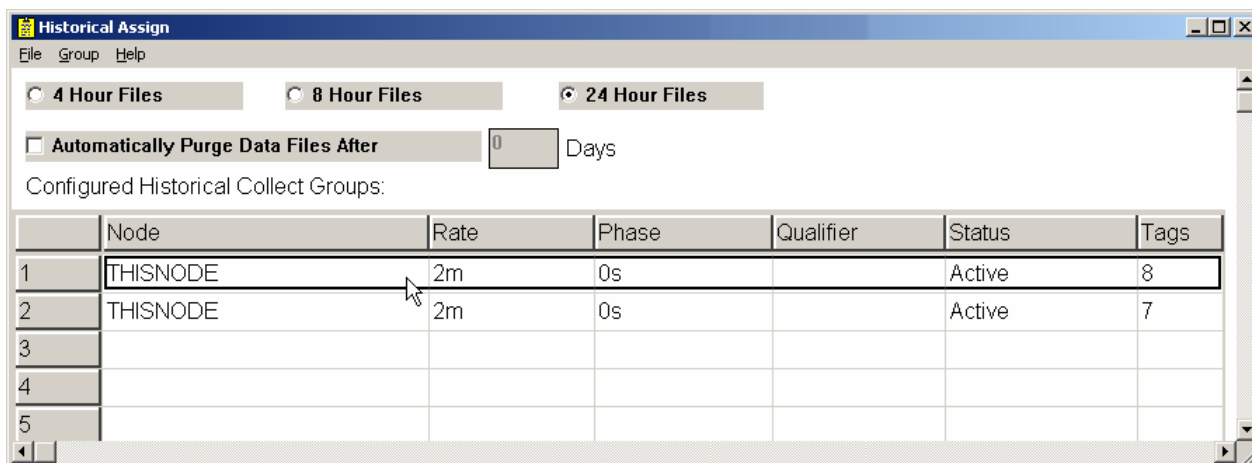 Historical Assign
File Group Help
4 Hour Files 8 Hour Files 24 Hour Files
Automatically Purge Data Files After 0 Days
Configured Historical Collect Groups:
Node Rate Phase Qualifier Status Tags
1 THISNODE 2m 0s Active 8
2 THISNODE 2m 0s Active 7
3
4
5